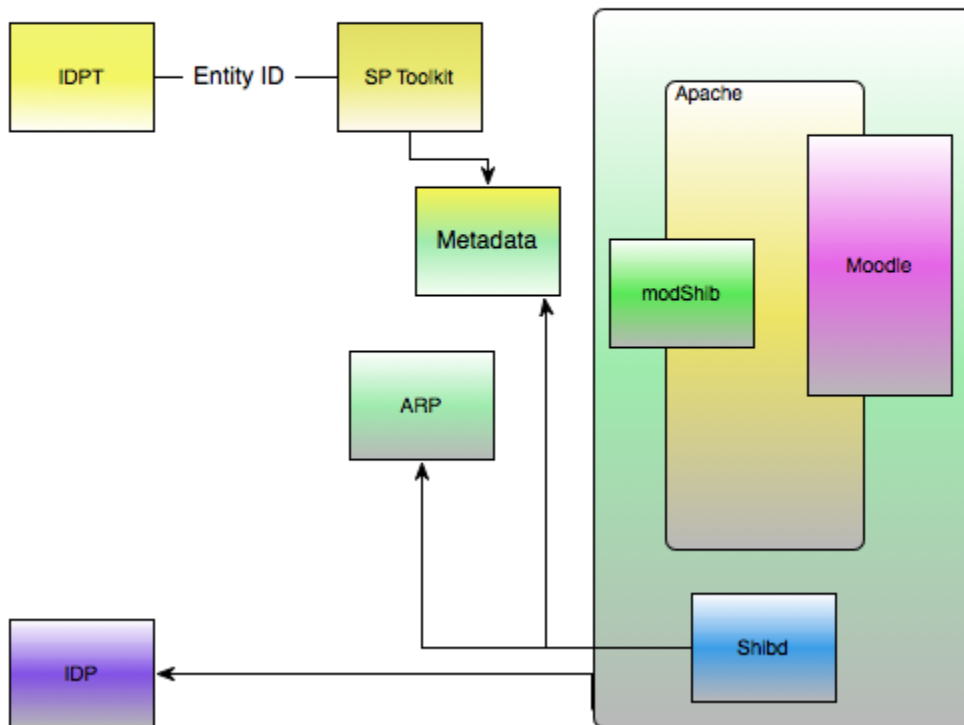 IDPT
Entity ID
SP Toolkit
Apache
Metadata
modShib
Moodle
ARP
Shibd
IDP